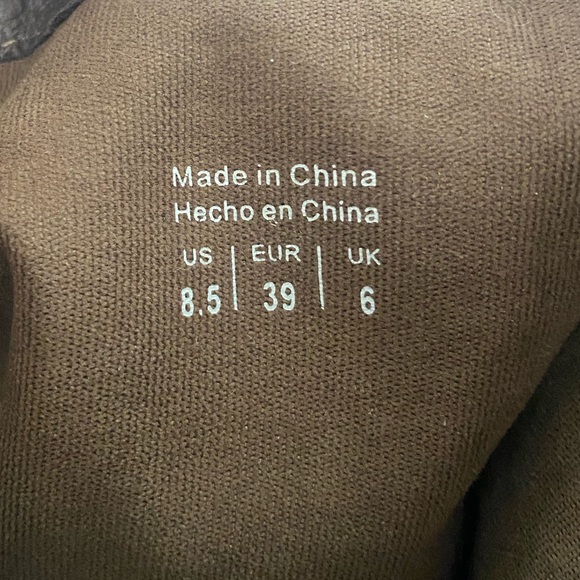 Made in China
Hecho en China
US | EUR | UK
8.5 | 39 | 6